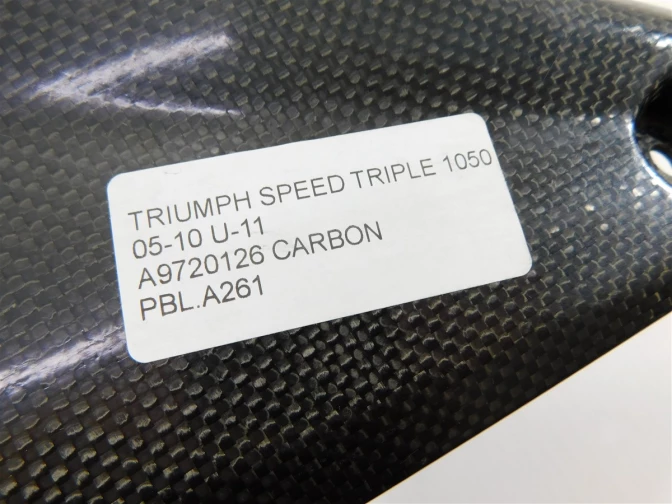 TRIUMPH SPEED TRIPLE 1050
05-10 U-11
A9720126 CARBON
PBL.A261